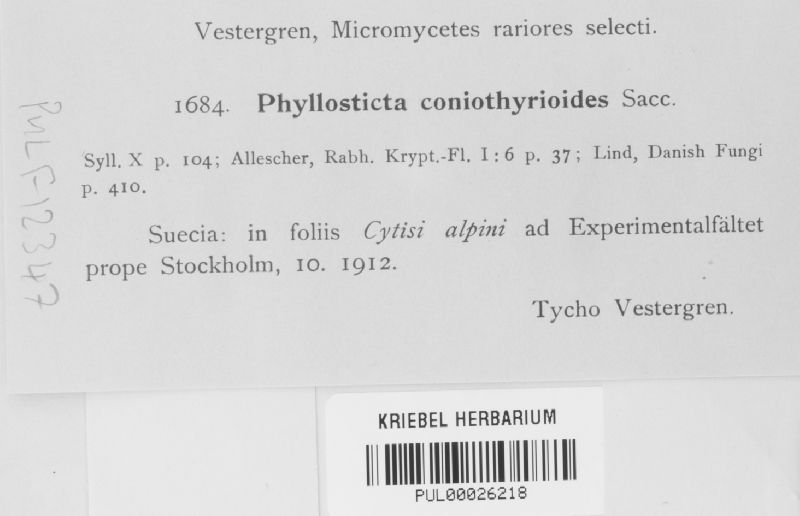 Vestergren, Micromycetes rariores selecti.
1684. Phyllosticta coniothyrioides Sacc.
Syll. X p. 104; Allescher, Rabh. Krypt.-Fl. I: 6 p. 37; Lind, Danish Fungi
p. 410.
Suecia: in foliis Cytisi alpini ad Experimentalfältet
prope Stockholm, 10. 1912.
Tycho Vestergren.
PUL F-12347
KRIEBEL HERBARIUM
PUL00026218